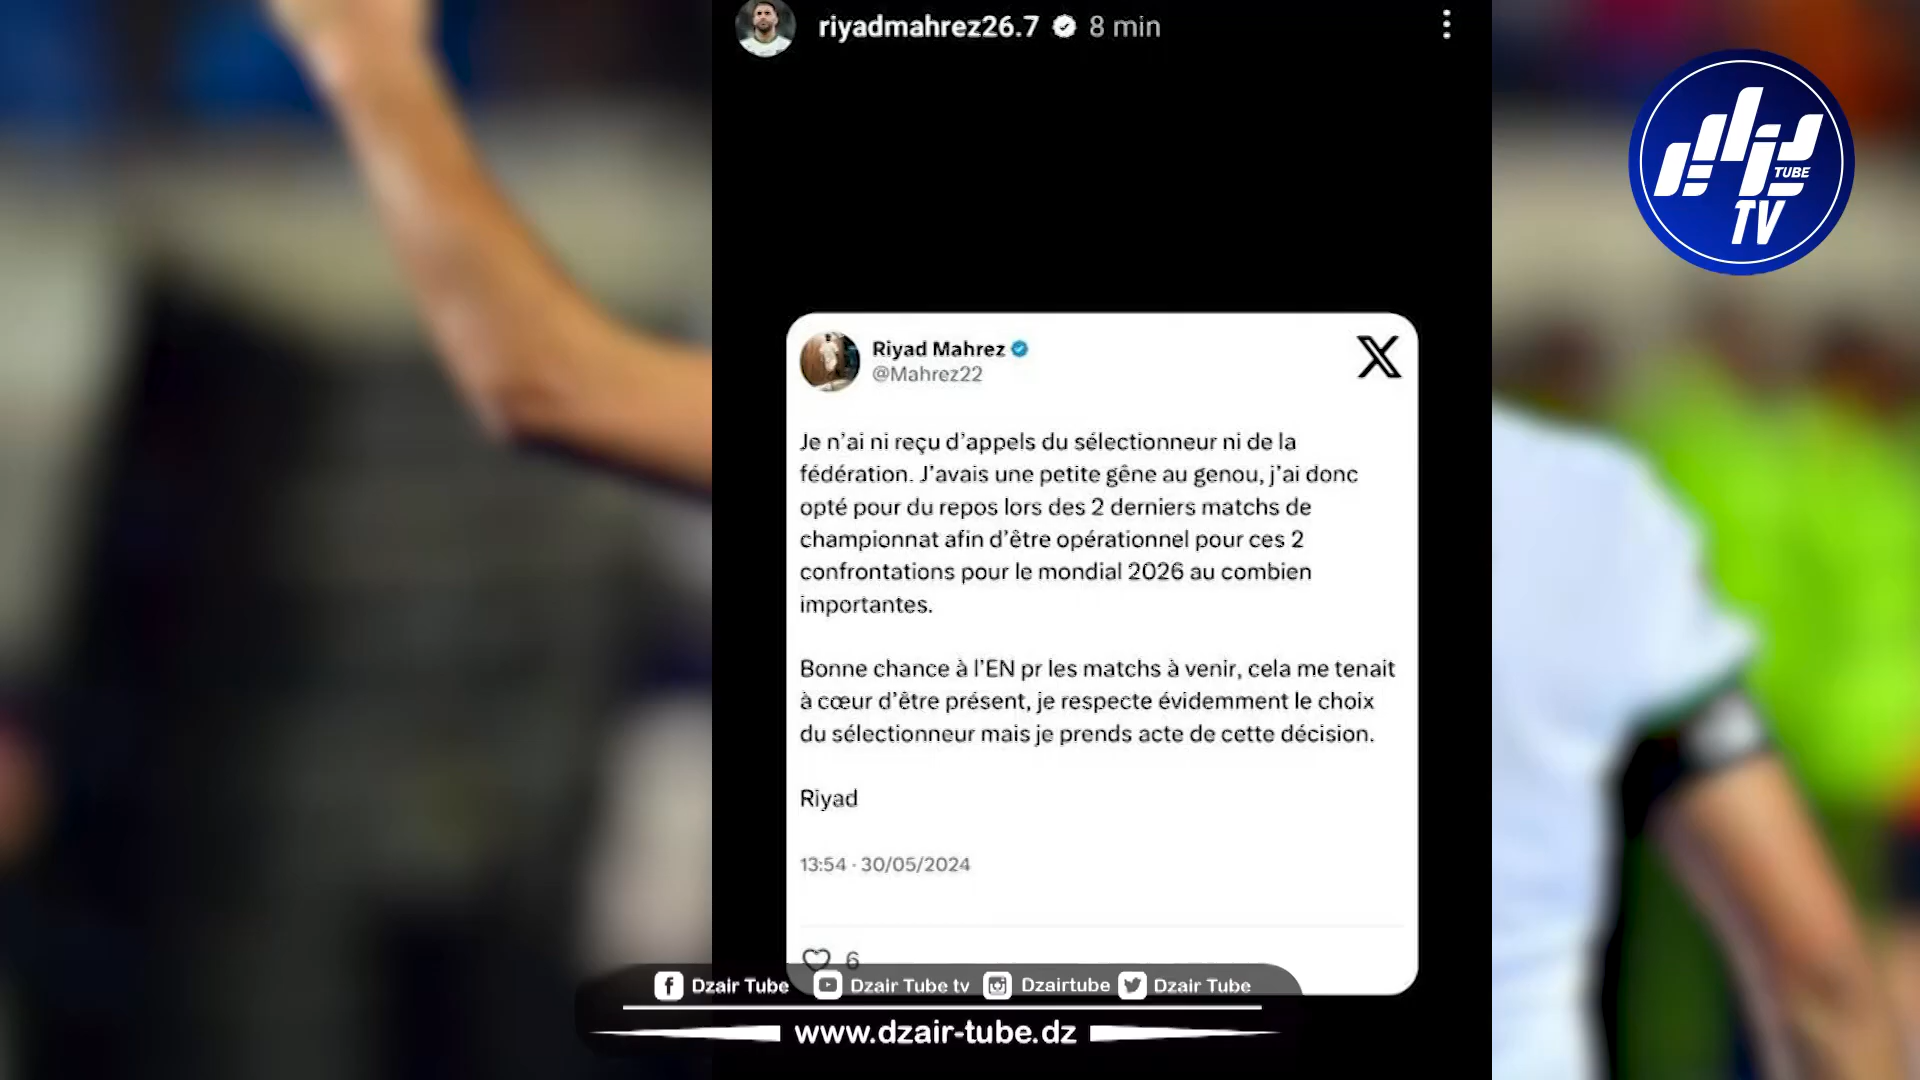 riyadmahrez26.7 8 min
TUBE
TV
Riyad Mahrez
@Mahrez22
Je n’ai ni reçu d’appels du sélectionneur ni de la
fédération. J’avais une petite gêne au genou, j’ai donc
opté pour du repos lors des 2 derniers matchs de
championnat afin d’être opérationnel pour ces 2
confrontations pour le mondial 2026 au combien
importantes.
Bonne chance à l’EN pr les matchs à venir, cela me tenait
à cœur d’être présent, je respecte évidemment le choix
du sélectionneur mais je prends acte de cette décision.
Riyad
13:54 · 30/05/2024
6
Dzair Tube Dzair Tube tv Dzairtube Dzair Tube
www.dzair-tube.dz